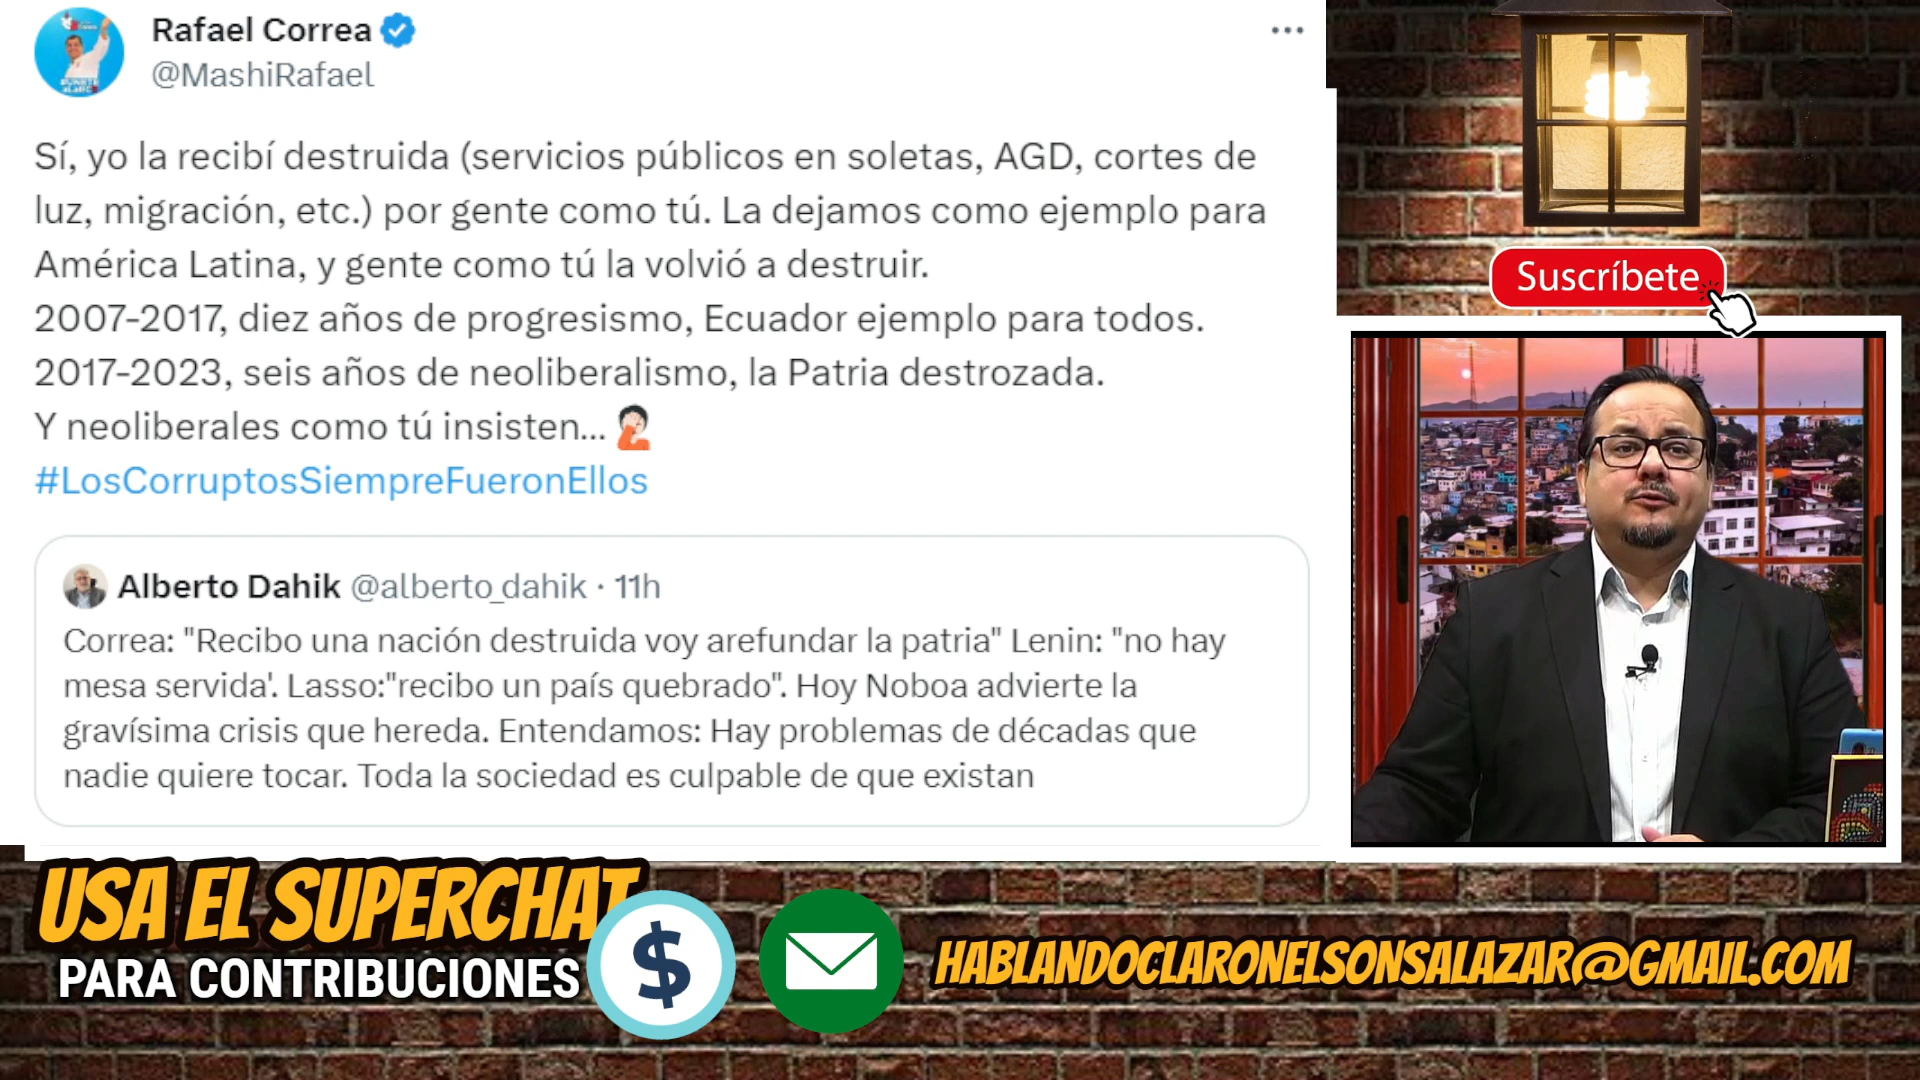 Rafael Correa
@MashiRafael
Sí, yo la recibí destruida (servicios públicos en soletas, AGD, cortes de
luz, migración, etc.) por gente como tú. La dejamos como ejemplo para
América Latina, y gente como tú la volvió a destruir.
2007-2017, diez años de progresismo, Ecuador ejemplo para todos.
2017-2023, seis años de neoliberalismo, la Patria destrozada.
Y neoliberales como tú insisten...
#LosCorruptosSiempreFueronEllos
Alberto Dahik @alberto_dahik · 11h
Correa: "Recibo una nación destruida voy arefundar la patria" Lenin: "no hay
mesa servida'. Lasso:"recibo un país quebrado". Hoy Noboa advierte la
gravísima crisis que hereda. Entendamos: Hay problemas de décadas que
nadie quiere tocar. Toda la sociedad es culpable de que existan
Suscríbete
USA EL SUPERCHAT
PARA CONTRIBUCIONES
$
HABLANDOCLARONELSONSALAZAR@GMAIL.COM